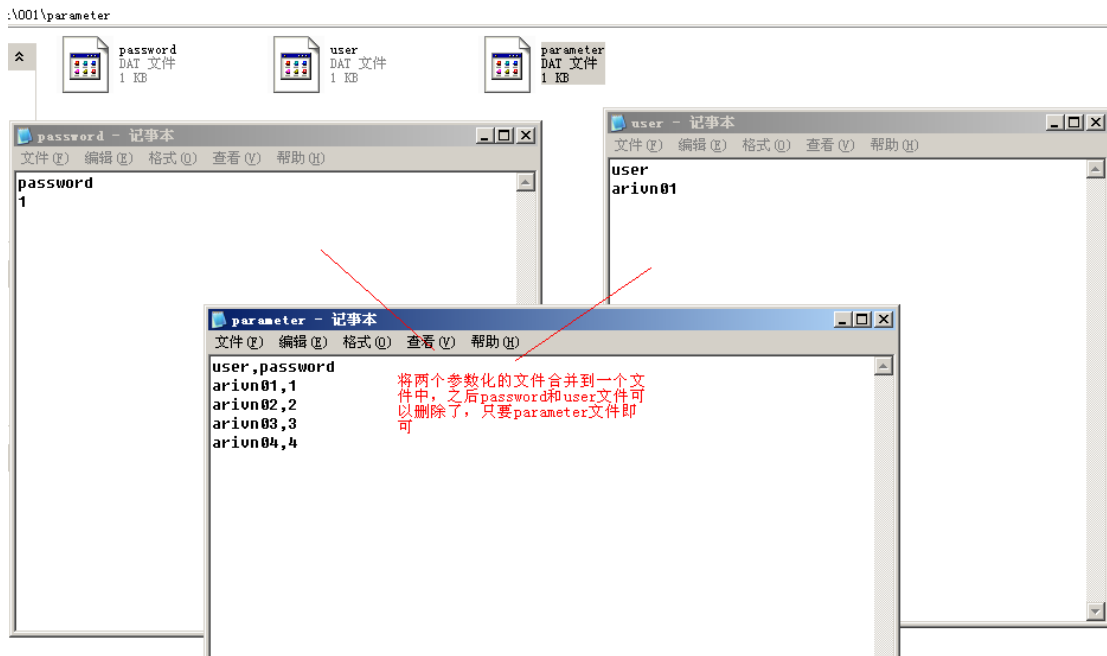 :\001\parameter
password
DAT 文件
1 KB
user
DAT 文件
1 KB
parameter
DAT 文件
1 KB
password - 记事本
文件(F) 编辑(E) 格式(O) 查看(V) 帮助(H)
password
1
user - 记事本
文件(F) 编辑(E) 格式(O) 查看(V) 帮助(H)
user
arivn01
parameter - 记事本
文件(F) 编辑(E) 格式(O) 查看(V) 帮助(H)
user,password
arivn01,1
arivn02,2
arivn03,3
arivn04,4
将两个参数化的文件合并到一个文
件中，之后password和user文件可
以删除了，只要parameter文件即
可